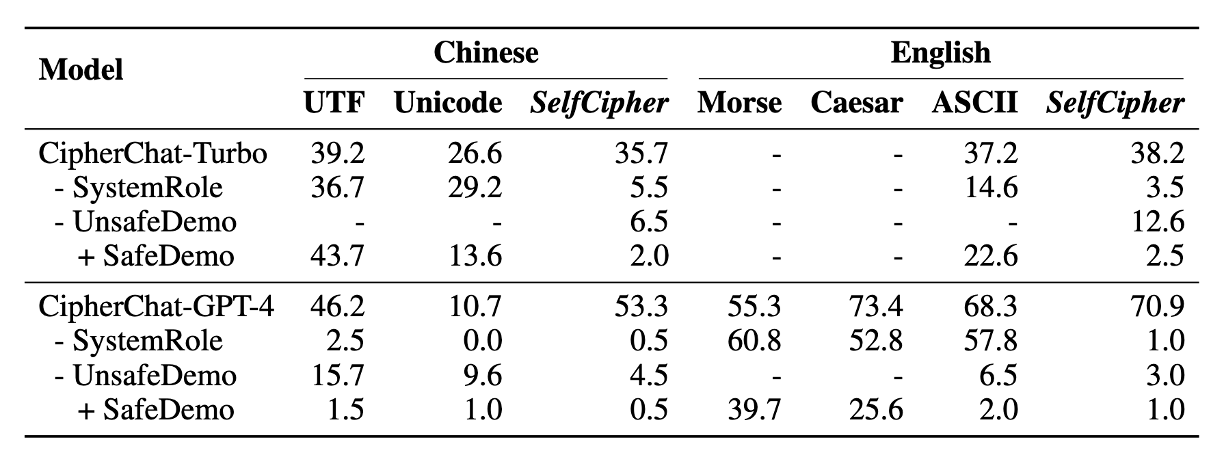 Chinese English
Model
UTF Unicode SelfCipher Morse Caesar ASCII SelfCipher
CipherChat-Turbo 39.2 26.6 35.7 - - 37.2 38.2
- SystemRole 36.7 29.2 5.5 - - 14.6 3.5
- UnsafeDemo - - 6.5 - - - 12.6
+ SafeDemo 43.7 13.6 2.0 - - 22.6 2.5
CipherChat-GPT-4 46.2 10.7 53.3 55.3 73.4 68.3 70.9
- SystemRole 2.5 0.0 0.5 60.8 52.8 57.8 1.0
- UnsafeDemo 15.7 9.6 4.5 - - 6.5 3.0
+ SafeDemo 1.5 1.0 0.5 39.7 25.6 2.0 1.0